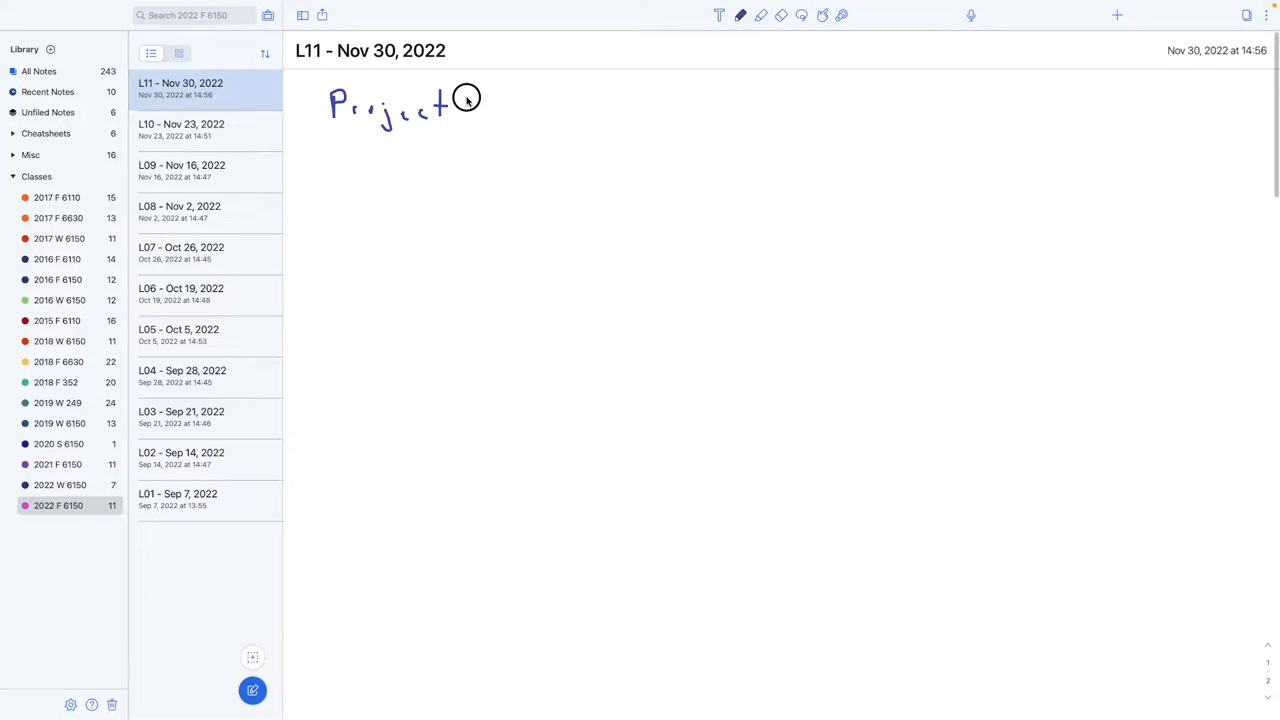 Search 2022 F 6150
L11 - Nov 30, 2022
Nov 30, 2022 at 14:56
Project
Library
All Notes 243
Recent Notes 10
Unfiled Notes 6
Cheatsheets 6
Misc 16
Classes
2017 F 6110 15
2017 F 6630 13
2017 W 6150 11
2016 F 6110 14
2016 F 6150 12
2016 W 6150 12
2015 F 6110 16
2018 W 6150 11
2018 F 6630 22
2018 F 352 20
2019 W 249 24
2019 W 6150 13
2020 S 6150 1
2021 F 6150 11
2022 W 6150 7
2022 F 6150 11
L11 - Nov 30, 2022
Nov 30, 2022 at 14:56
L10 - Nov 23, 2022
Nov 23, 2022 at 14:51
L09 - Nov 16, 2022
Nov 16, 2022 at 14:47
L08 - Nov 2, 2022
Nov 2, 2022 at 14:47
L07 - Oct 26, 2022
Oct 26, 2022 at 14:45
L06 - Oct 19, 2022
Oct 19, 2022 at 14:48
L05 - Oct 5, 2022
Oct 5, 2022 at 14:53
L04 - Sep 28, 2022
Sep 28, 2022 at 14:45
L03 - Sep 21, 2022
Sep 21, 2022 at 14:46
L02 - Sep 14, 2022
Sep 14, 2022 at 14:47
L01 - Sep 7, 2022
Sep 7, 2022 at 13:55
1
/
2